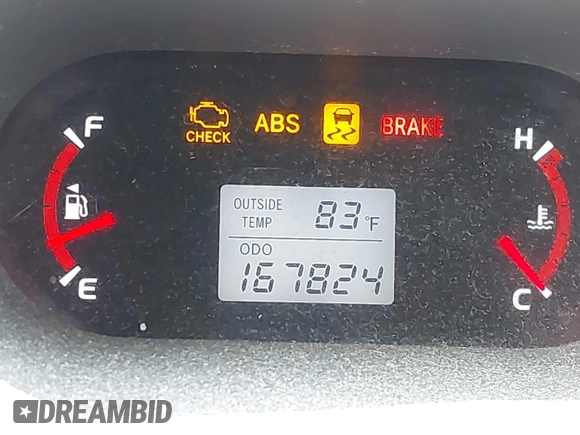 F
H
CHECK
ABS
BRAKE
OUTSIDE
TEMP
83°F
ODO
167824
E
C
DREAMBID